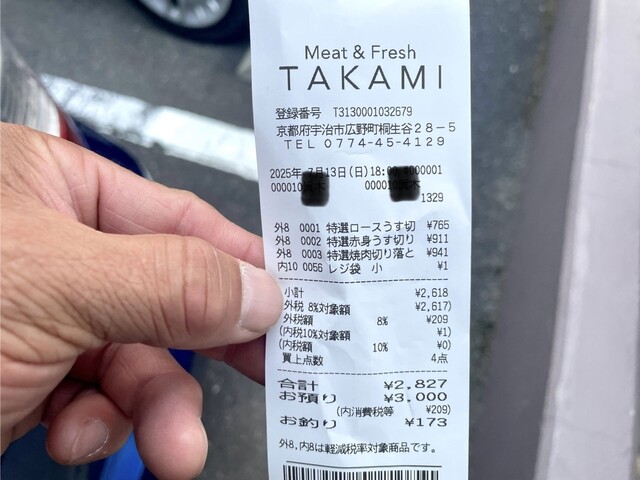 Meat & Fresh
TAKAMI
登録番号 T3130001032679
京都府宇治市広野町桐生谷28-5
TEL 0774-45-4129
2025年 7月13日(日)18:00 #000001
000010 000010
1329
外8 0001 特選ロースうす切 ¥765
外8 0002 特選赤身うす切り ¥911
外8 0003 特選焼肉切り落と ¥941
内10 0056 レジ袋 小 ¥1
小計 ¥2,618
(外税 8%対象額 ¥2,617)
外税額 8% ¥209
(内税10%対象額 ¥1)
(内税額 10% ¥0)
買上点数 4点
合計 ¥2,827
お預り ¥3,000
(内消費税等 ¥209)
お釣り ¥173
外8,内8は軽減税率対象商品です。